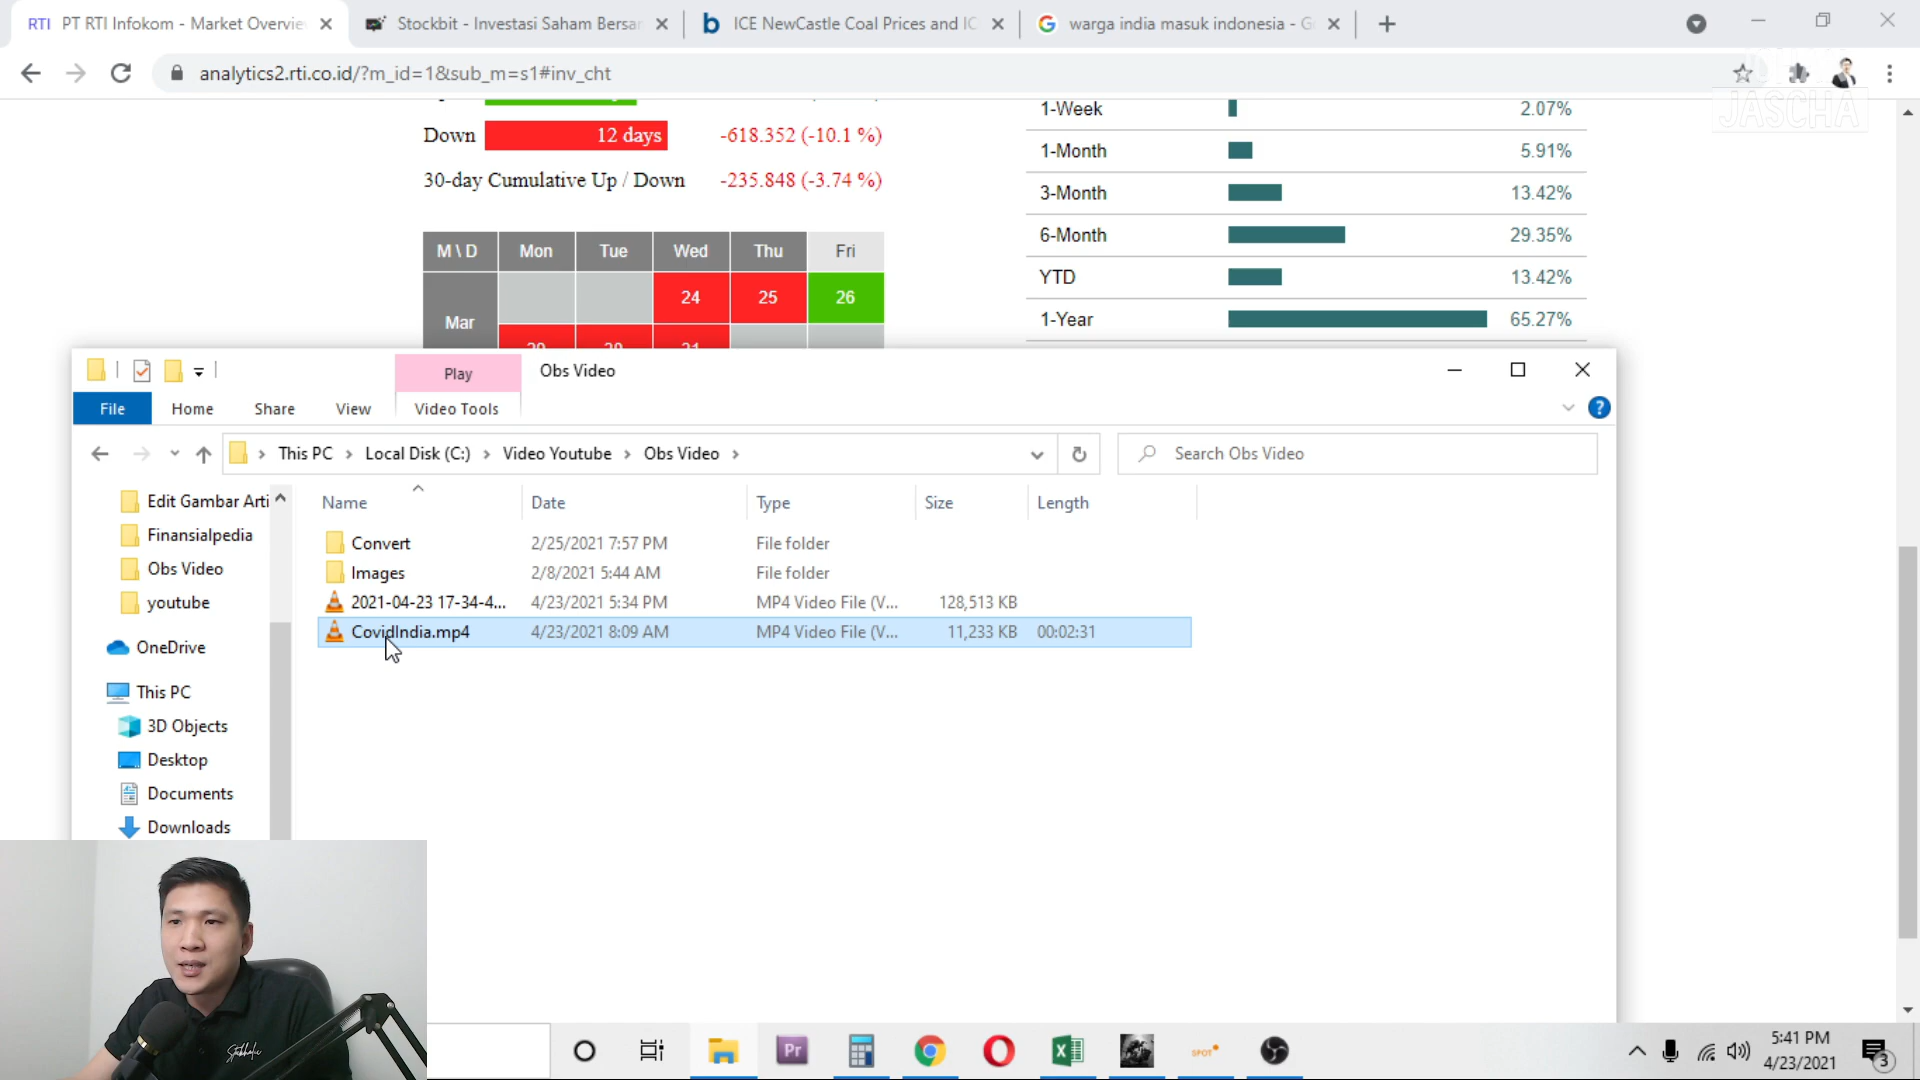 RTI PT RTI Infokom - Market Overvie
Stockbit - Investasi Saham Bersar
b ICE NewCastle Coal Prices and IC
G warga india masuk indonesia - G
analytics2.rti.co.id/?m_id=1&sub_m=s1#inv_cht
JASCHA
Down 12 days -618.352 (-10.1 %)
30-day Cumulative Up / Down -235.848 (-3.74 %)
M \ D Mon Tue Wed Thu Fri
Mar 24 25 26
1-Week 2.07%
1-Month 5.91%
3-Month 13.42%
6-Month 29.35%
YTD 13.42%
1-Year 65.27%
Play Obs Video
File Home Share View Video Tools
This PC Local Disk (C:) Video Youtube Obs Video
Search Obs Video
Name Date Type Size Length
Convert 2/25/2021 7:57 PM File folder
Images 2/8/2021 5:44 AM File folder
2021-04-23 17-34-4... 4/23/2021 5:34 PM MP4 Video File (V... 128,513 KB
CovidIndia.mp4 4/23/2021 8:09 AM MP4 Video File (V... 11,233 KB 00:02:31
Edit Gambar Arti
Finansialpedia
Obs Video
youtube
OneDrive
This PC
3D Objects
Desktop
Documents
Downloads
Stockholic
Pr
SPOT
5:41 PM
4/23/2021
3